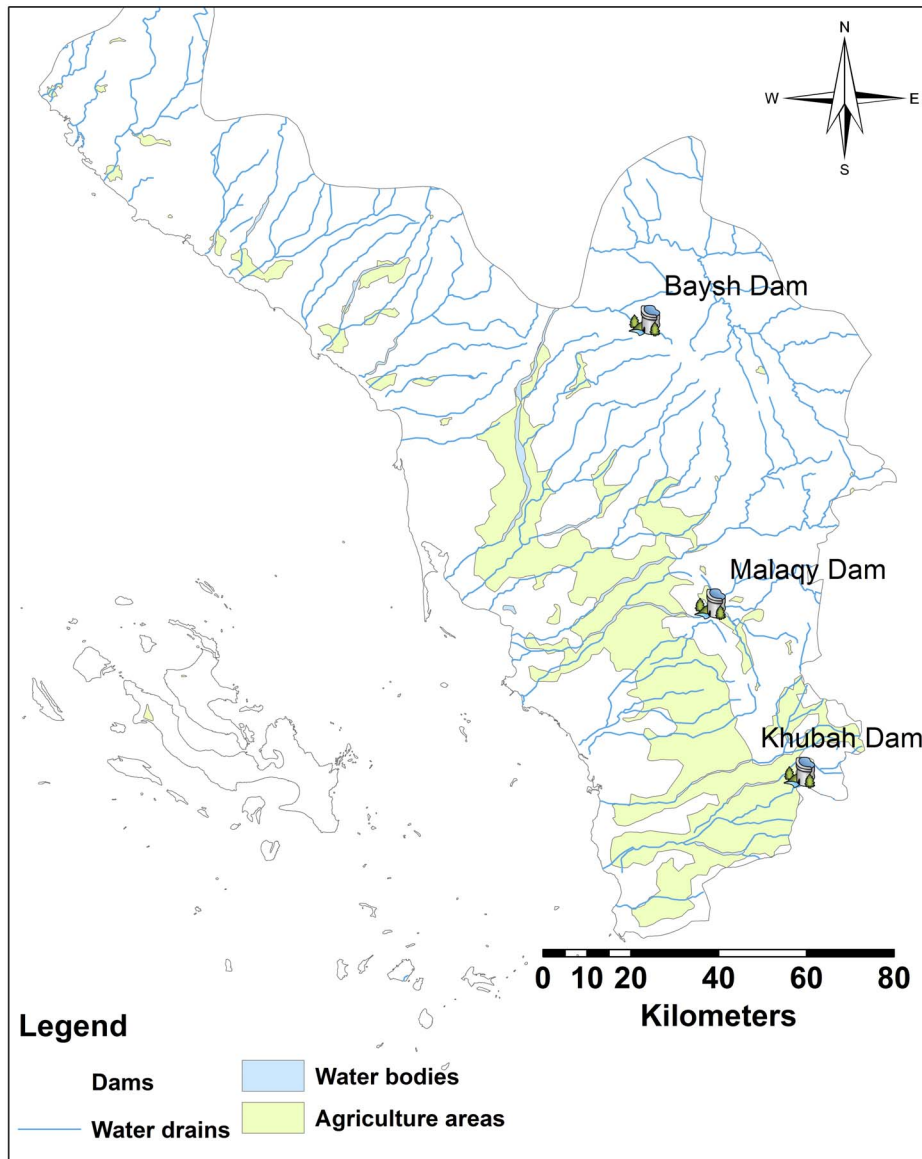 N
W E
S
Baysh Dam
Malaqy Dam
Khubah Dam
0 10 20 40 60 80
Kilometers
Legend
Dams
Water drains
Water bodies
Agriculture areas